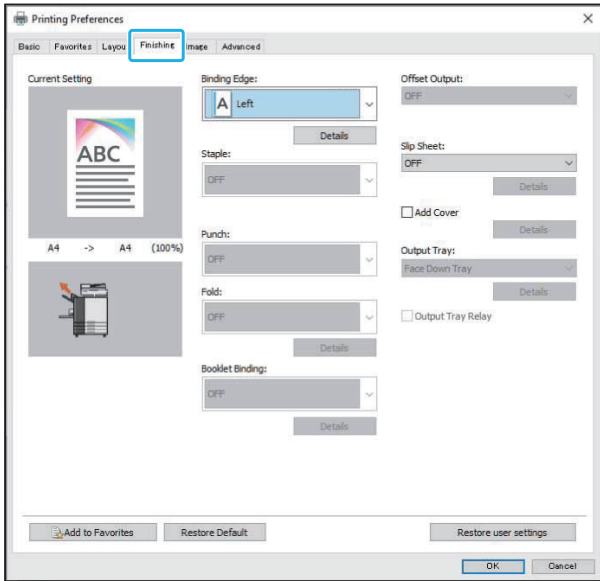 Printing Preferences
Basic Favorites Layou Finishing Image Advanced
Current Setting
ABC
A4 -> A4 (100%)
Binding Edge:
A Left
Details
Staple:
OFF
Punch:
OFF
Fold:
OFF
Details
Booklet Binding:
OFF
Details
Offset Output:
OFF
Slip Sheet:
OFF
Details
Add Cover
Details
Output Tray:
Face Down Tray
Details
Output Tray Relay
Add to Favorites Restore Default Restore user settings
OK Cancel